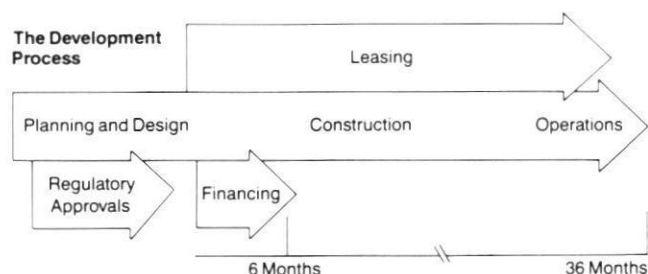 The Development
Process
Leasing
Planning and Design Construction Operations
Regulatory
Approvals
Financing
6 Months 36 Months